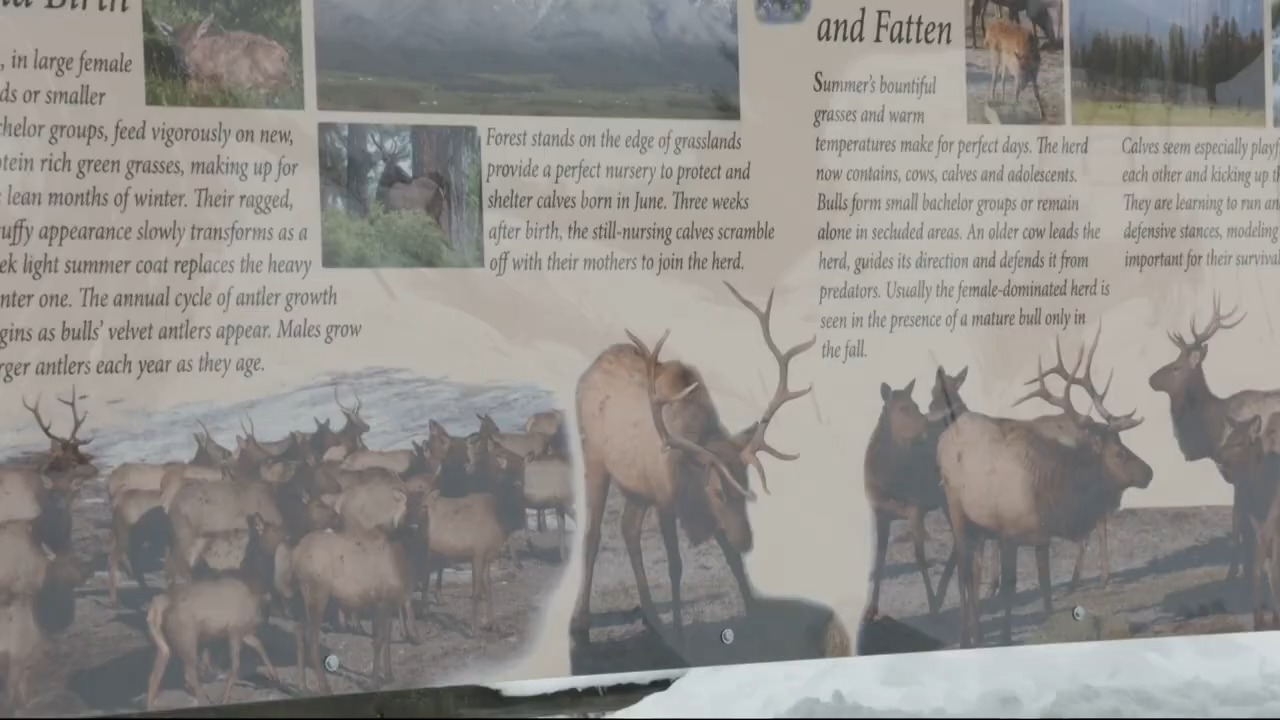 Birth
, in large female
ds or smaller
chelor groups, feed vigorously on new,
otein rich green grasses, making up for
lean months of winter. Their ragged,
uffy appearance slowly transforms as a
ek light summer coat replaces the heavy
nter one. The annual cycle of antler growth
gins as bulls' velvet antlers appear. Males grow
rger antlers each year as they age.
Forest stands on the edge of grasslands
provide a perfect nursery to protect and
shelter calves born in June. Three weeks
after birth, the still-nursing calves scramble
off with their mothers to join the herd.
and Fatten
Summer's bountiful
grasses and warm
temperatures make for perfect days. The herd
now contains, cows, calves and adolescents.
Bulls form small bachelor groups or remain
alone in secluded areas. An older cow leads the
herd, guides its direction and defends it from
predators. Usually the female-dominated herd is
seen in the presence of a mature bull only in
the fall.
Calves seem especially playf
each other and kicking up th
They are learning to run an
defensive stances, modeling
important for their survival